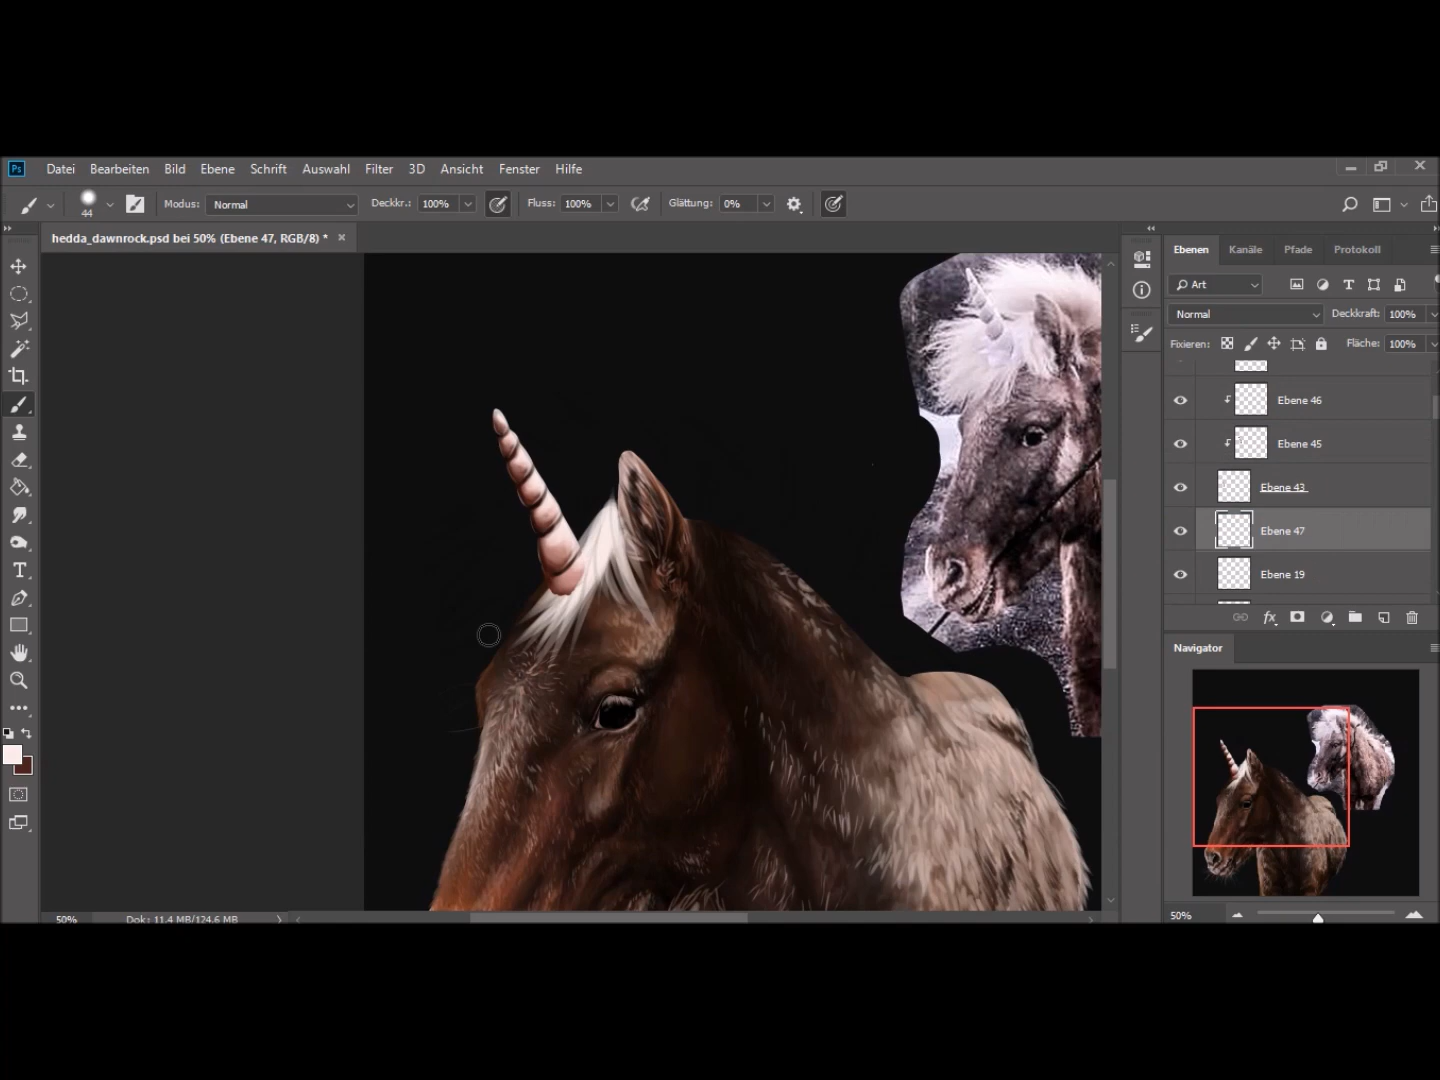 Ps Datei Bearbeiten Bild Ebene Schrift Auswahl Filter 3D Ansicht Fenster Hilfe
44 Modus: Normal Deckkr.: 100% Fluss: 100% Glättung: 0%
hedda_dawnrock.psd bei 50% (Ebene 47, RGB/8) *
Ebenen Kanäle Pfade Protokoll
Art
Normal Deckkraft: 100%
Fixieren: Fläche: 100%
Ebene 46
Ebene 45
Ebene 43
Ebene 47
Ebene 19
fx
Navigator
50% Dok: 11.4 MB/124.6 MB
50%